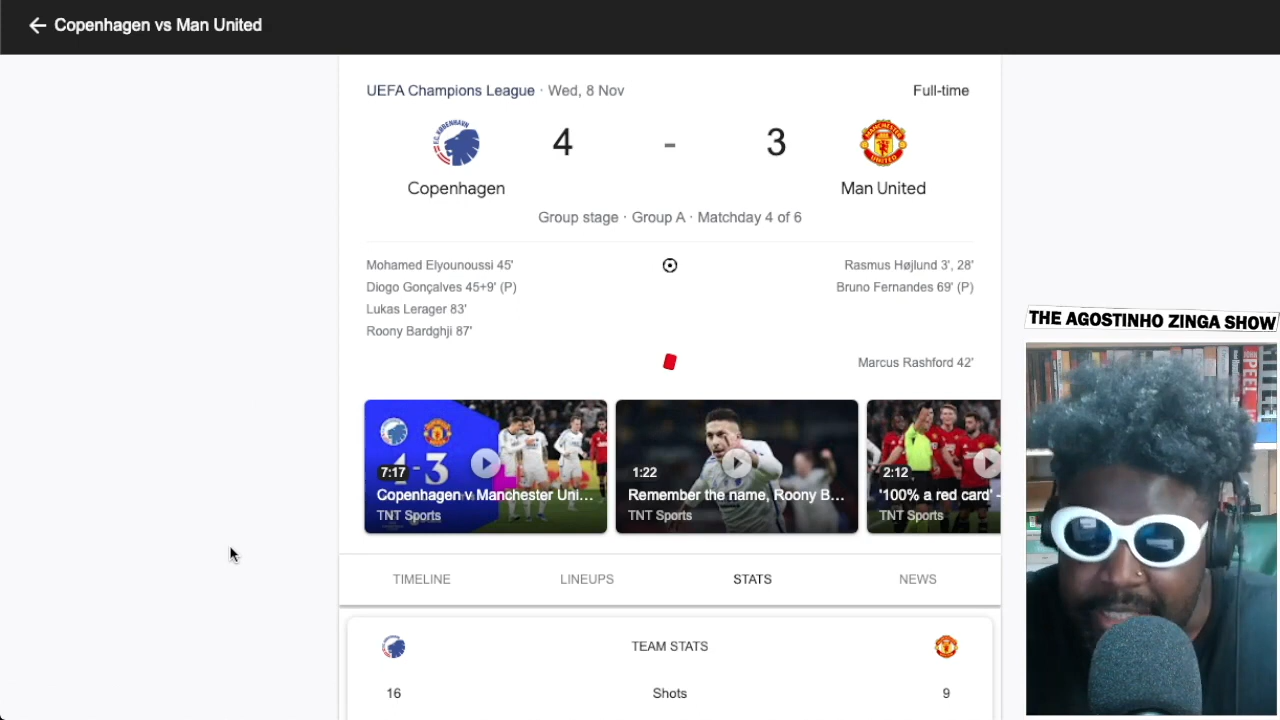 Copenhagen vs Man United
UEFA Champions League · Wed, 8 Nov
Full-time
4 - 3
Copenhagen
Man United
Group stage · Group A · Matchday 4 of 6
Mohamed Elyounoussi 45'
Rasmus Højlund 3', 28'
Diogo Gonçalves 45+9' (P)
Bruno Fernandes 69' (P)
Lukas Lerager 83'
Roony Bardghji 87'
Marcus Rashford 42'
THE AGOSTINHO ZINGA SHOW
7:17
Copenhagen v Manchester Uni...
TNT Sports
1:22
Remember the name, Roony B...
TNT Sports
2:12
'100% a red card' -
TNT Sports
TIMELINE
LINEUPS
STATS
NEWS
TEAM STATS
16
Shots
9